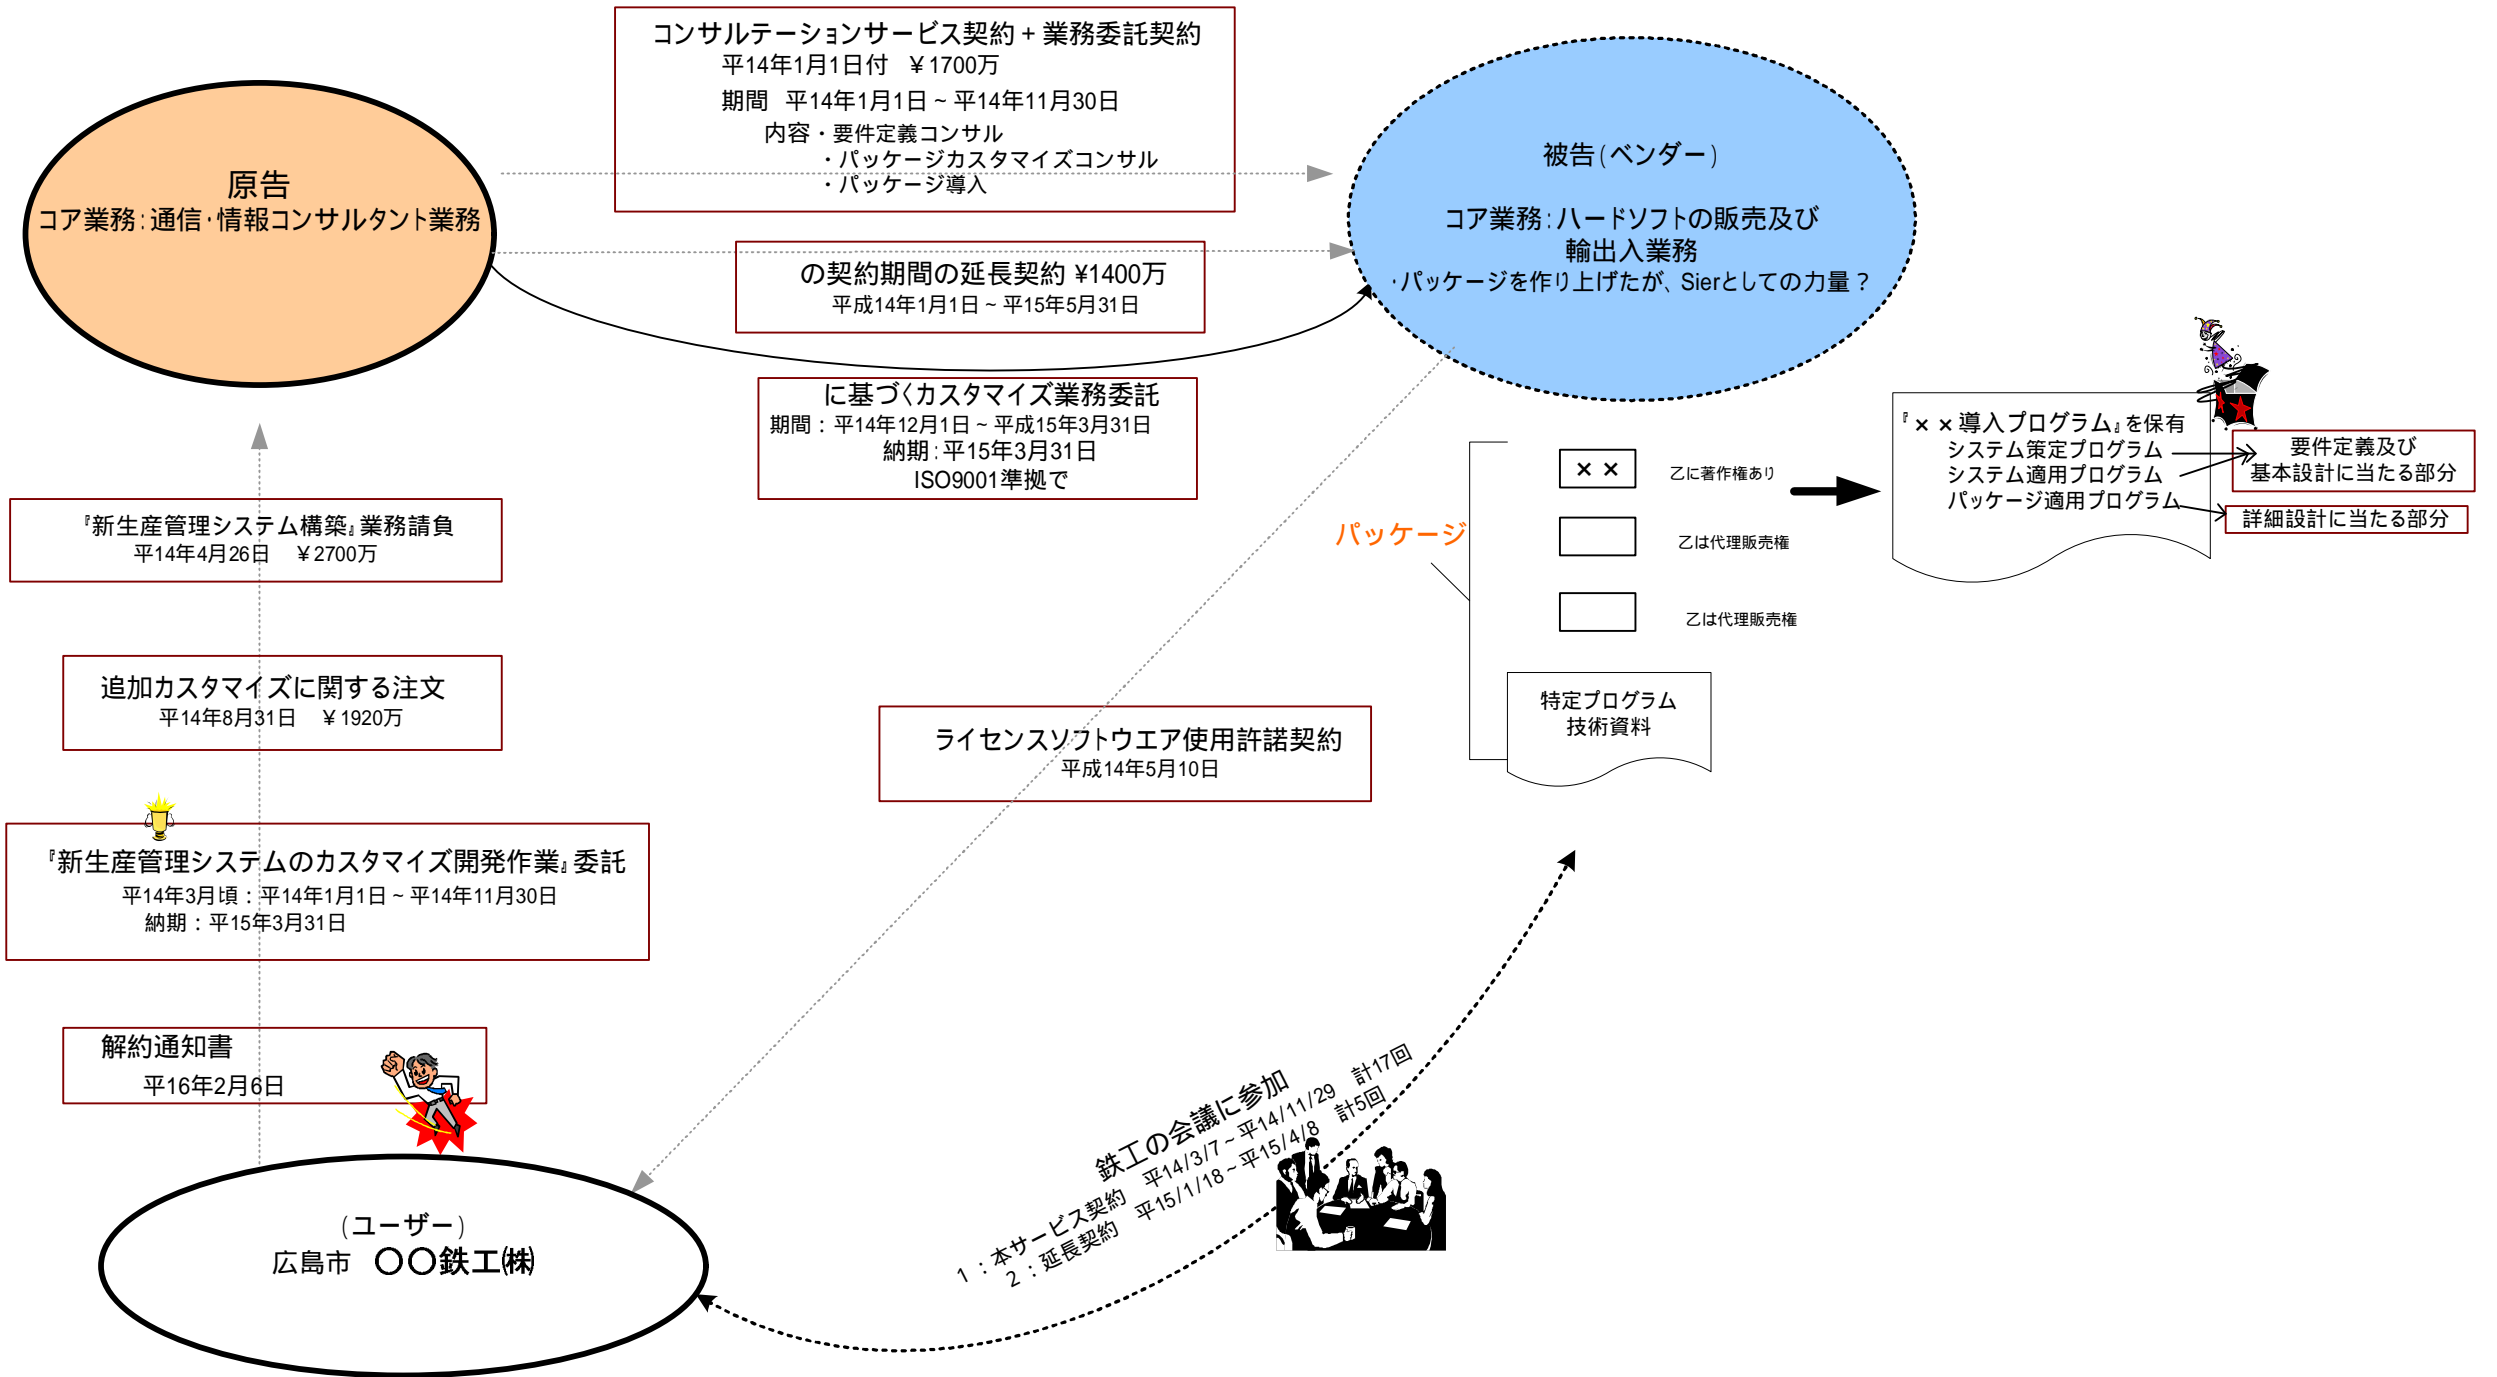 コンサルテーションサービス契約 + 業務委託契約
平14年1月1日付　￥1700万
期間　平14年1月1日 ~ 平14年11月30日
内容・要件定義コンサル
・パッケージカスタマイズコンサル
・パッケージ導入
原告
コア業務：通信・情報コンサルタント業務
被告（ベンダー）
コア業務：ハードソフトの販売及び
輸出入業務
・パッケージを作り上げたが、Sierとしての力量？
の契約期間の延長契約 ¥1400万
平成14年1月1日 ~ 平15年5月31日
に基づくカスタマイズ業務委託
期間：平14年12月1日 ~ 平成15年3月31日
納期：平15年3月31日
ISO9001準拠で
『××導入プログラム』を保有
システム策定プログラム
システム適用プログラム
パッケージ適用プログラム
要件定義及び
基本設計に当たる部分
詳細設計に当たる部分
パッケージ
××
乙に著作権あり
乙は代理販売権
乙は代理販売権
特定プログラム
技術資料
『新生産管理システム構築』業務請負
平14年4月26日　￥2700万
追加カスタマイズに関する注文
平14年8月31日　￥1920万
ライセンスソフトウエア使用許諾契約
平成14年5月10日
『新生産管理システムのカスタマイズ開発作業』委託
平14年3月頃：平14年1月1日 ~ 平14年11月30日
納期：平15年3月31日
解約通知書
平16年2月6日
鉄工の会議に参加
1：本サービス契約　平14/3/7 ~ 平14/11/29　計17回
2：延長契約　平15/1/18 ~ 平15/4/8　計5回
（ユーザー）
広島市　〇〇鉄工㈱